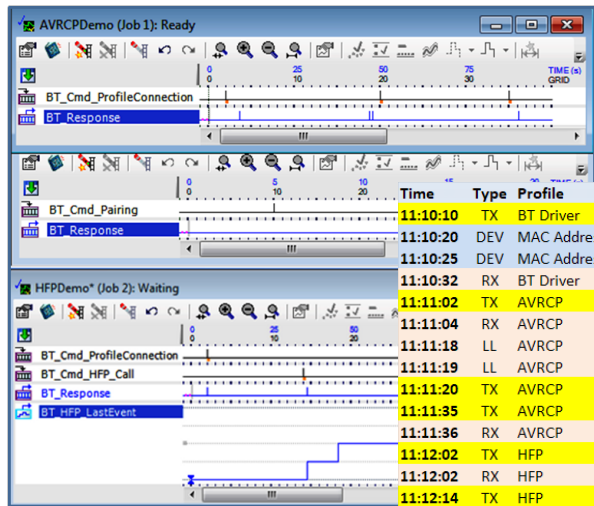 AVRCPDemo (Job 1): Ready
0 25 50 75 TIME (s)
0 10 20 30 GRID
BT_Cmd_ProfileConnection
BT_Response
0 5 10
0 10 20
BT_Cmd_Pairing
BT_Response
HFPDemo* (Job 2): Waiting
0 25 50
0 10 20
BT_Cmd_ProfileConnection
BT_Cmd_HFP_Call
BT_Response
BT_HFP_LastEvent
Time Type Profile
11:10:10 TX BT Driver
11:10:20 DEV MAC Addre
11:10:25 DEV MAC Addre
11:10:32 RX BT Driver
11:11:02 TX AVRCP
11:11:04 RX AVRCP
11:11:18 LL AVRCP
11:11:19 LL AVRCP
11:11:20 TX AVRCP
11:11:35 TX AVRCP
11:11:36 RX AVRCP
11:12:02 TX HFP
11:12:02 RX HFP
11:12:14 TX HFP